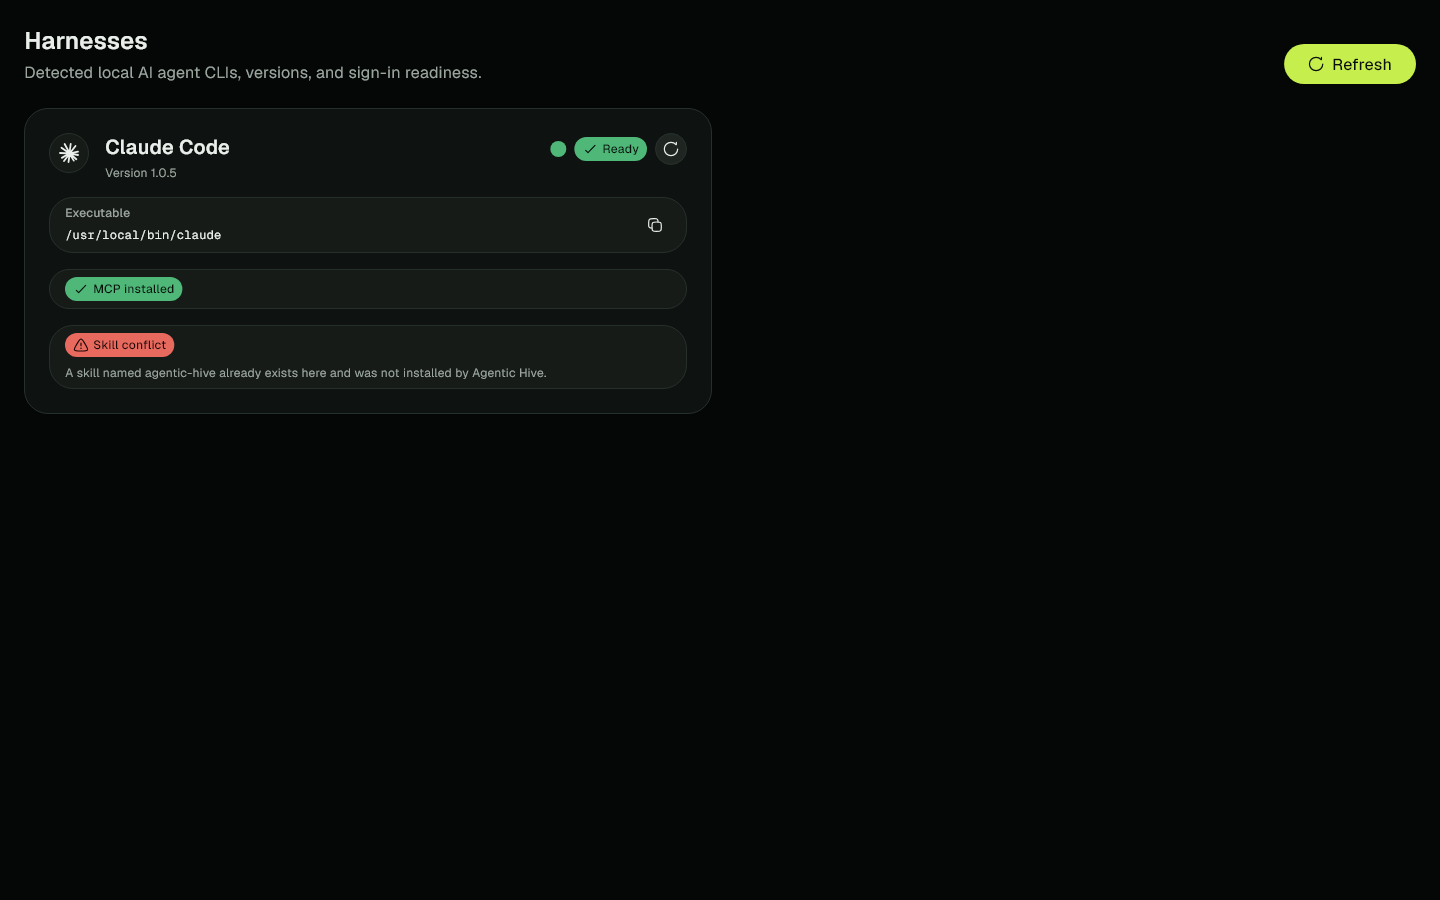 Harnesses
Detected local AI agent CLIs, versions, and sign-in readiness.
Refresh
Claude Code
Ready
Version 1.0.5
Executable
/usr/local/bin/claude
MCP installed
Skill conflict
A skill named agentic-hive already exists here and was not installed by Agentic Hive.